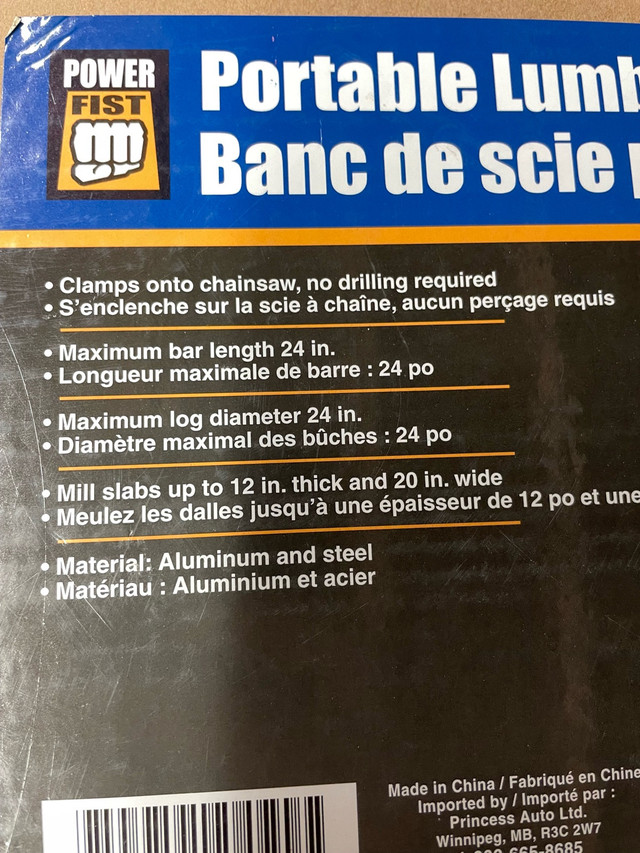 POWER
FIST
Portable Lumb
Banc de scie
• Clamps onto chainsaw, no drilling required
• S'enclenche sur la scie à chaîne, aucun perçage requis
• Maximum bar length 24 in.
• Longueur maximale de barre : 24 po
• Maximum log diameter 24 in.
• Diamètre maximal des bûches : 24 po
• Mill slabs up to 12 in. thick and 20 in. wide
• Meulez les dalles jusqu'à une épaisseur de 12 po et une
• Material: Aluminum and steel
• Matériau : Aluminium et acier
Made in China / Fabriqué en Chine
Imported by / Importé par :
Princess Auto Ltd.
Winnipeg, MB, R3C 2W7
665-8685